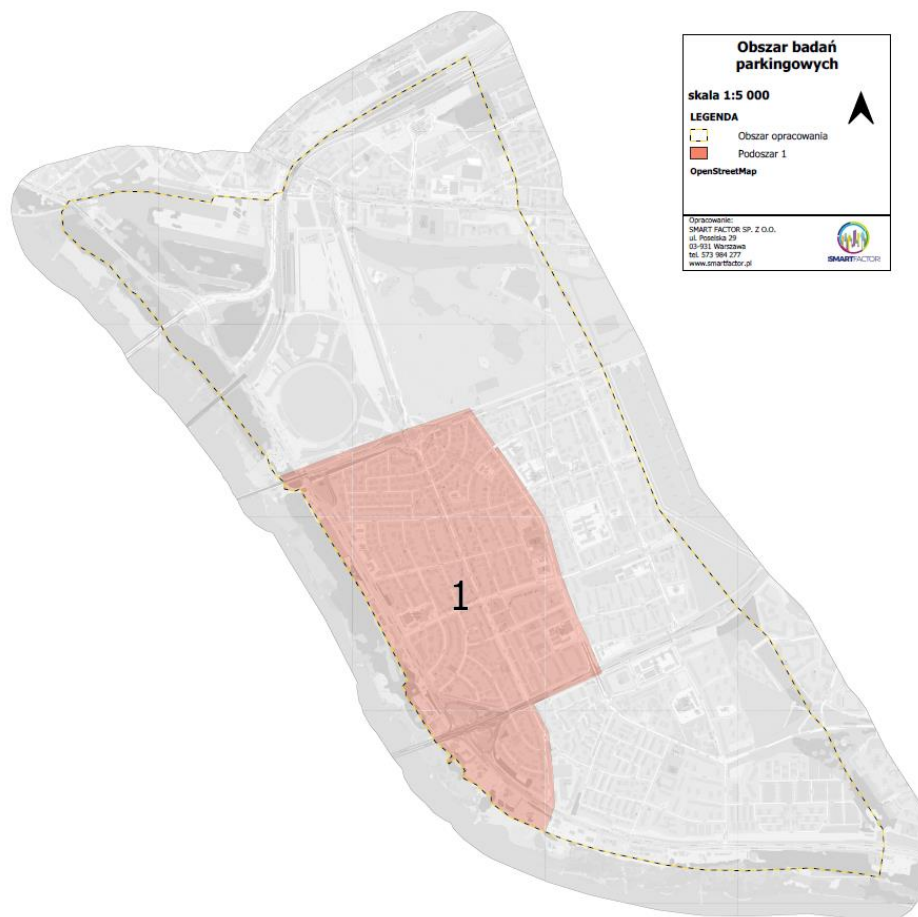 Obszar badań
parkingowych
skala 1:5 000
LEGENDA
Obszar opracowania
Podoszar 1
OpenStreetMap
Opracowanie:
SMART FACTOR SP. Z O.O.
ul. Poselska 29
03-931 Warszawa
tel. 573 984 277
www.smartfactor.pl
SMARTFACTOR
1